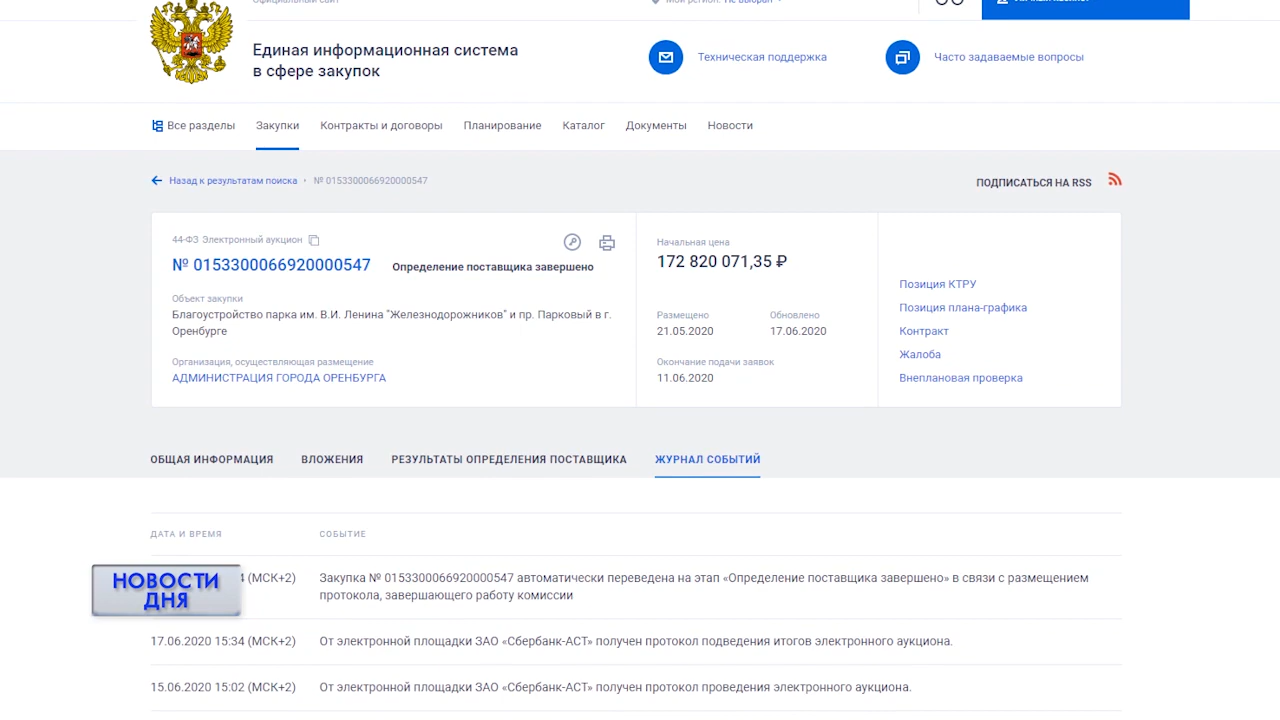 Официальный сайт
Мой регион: Не выбран
Единая информационная система
в сфере закупок
Техническая поддержка
Часто задаваемые вопросы
Все разделы
Закупки
Контракты и договоры
Планирование
Каталог
Документы
Новости
Назад к результатам поиска
№ 0153300066920000547
ПОДПИСАТЬСЯ НА RSS
44-ФЗ Электронный аукцион
№ 0153300066920000547
Определение поставщика завершено
Объект закупки
Благоустройство парка им. В.И. Ленина "Железнодорожников" и пр. Парковый в г.
Оренбурге
Организация, осуществляющая размещение
АДМИНИСТРАЦИЯ ГОРОДА ОРЕНБУРГА
Начальная цена
172 820 071,35 ₽
Размещено
Обновлено
21.05.2020
17.06.2020
Окончание подачи заявок
11.06.2020
Позиция КТРУ
Позиция плана-графика
Контракт
Жалоба
Внеплановая проверка
ОБЩАЯ ИНФОРМАЦИЯ
ВЛОЖЕНИЯ
РЕЗУЛЬТАТЫ ОПРЕДЕЛЕНИЯ ПОСТАВЩИКА
ЖУРНАЛ СОБЫТИЙ
ДАТА И ВРЕМЯ
СОБЫТИЕ
4 (МСК+2)
Закупка № 0153300066920000547 автоматически переведена на этап «Определение поставщика завершено» в связи с размещением
протокола, завершающего работу комиссии
НОВОСТИ
ДНЯ
17.06.2020 15:34 (МСК+2)
От электронной площадки ЗАО «Сбербанк-АСТ» получен протокол подведения итогов электронного аукциона.
15.06.2020 15:02 (МСК+2)
От электронной площадки ЗАО «Сбербанк-АСТ» получен протокол проведения электронного аукциона.